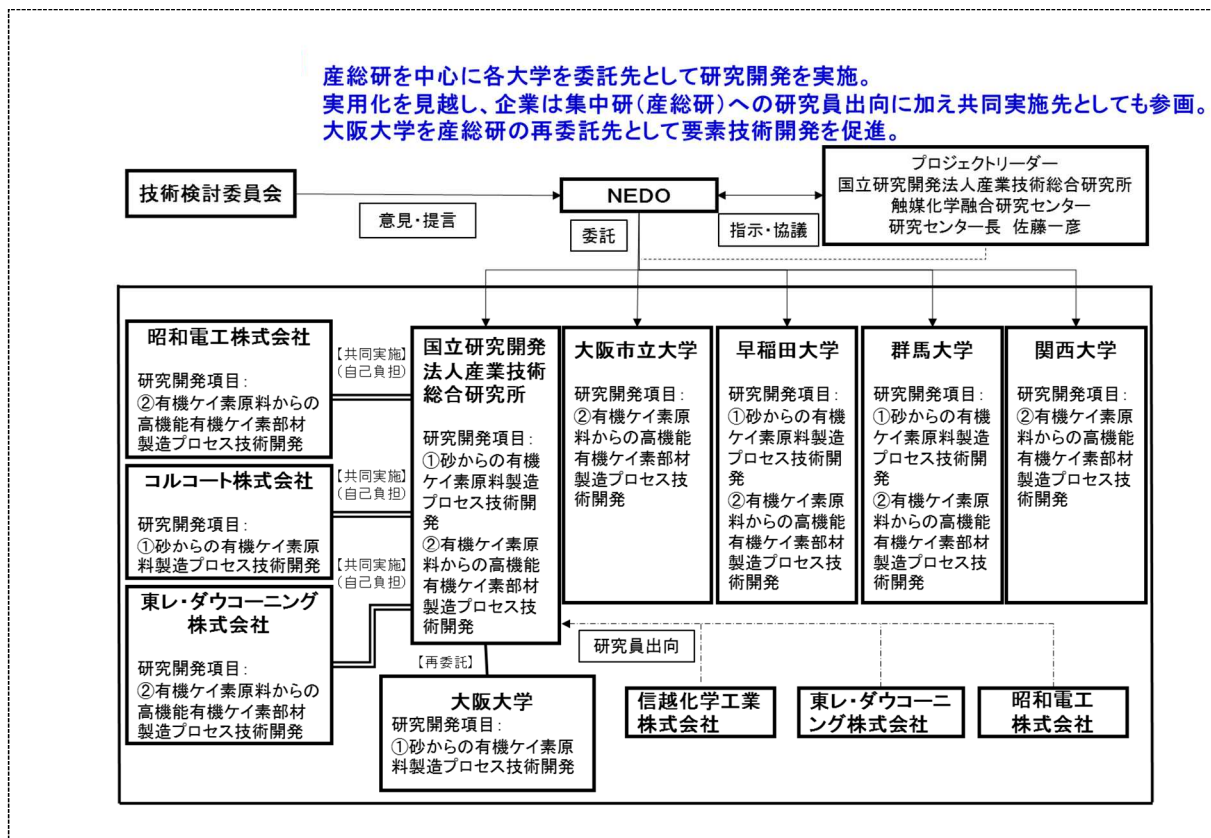 産総研を中心に各大学を委託先として研究開発を実施。
実用化を見越し、企業は集中研(産総研)への研究員出向に加え共同実施先としても参画。
大阪大学を産総研の再委託先として要素技術開発を促進。
技術検討委員会
意見・提言
NEDO
委託
指示・協議
プロジェクトリーダー
国立研究開発法人産業技術総合研究所
触媒化学融合研究センター
研究センター長 佐藤一彦
昭和電工株式会社
研究開発項目:
②有機ケイ素原料からの
高機能有機ケイ素部材
製造プロセス技術開発
【共同実施】
(自己負担)
コルコート株式会社
研究開発項目:
①砂からの有機ケイ素原
料製造プロセス技術開発
【共同実施】
(自己負担)
東レ・ダウコーニング
株式会社
研究開発項目:
②有機ケイ素原料からの
高機能有機ケイ素部材
製造プロセス技術開発
【共同実施】
(自己負担)
国立研究開発
法人産業技術
総合研究所
研究開発項目:
①砂からの有機
ケイ素原料製造
プロセス技術開
発
②有機ケイ素原
料からの高機能
有機ケイ素部材
製造プロセス技
術開発
大阪市立大学
研究開発項目:
②有機ケイ素原
料からの高機能
有機ケイ素部材
製造プロセス技
術開発
早稲田大学
研究開発項目:
①砂からの有機
ケイ素原料製造
プロセス技術開
発
②有機ケイ素原
料からの高機能
有機ケイ素部材
製造プロセス技
術開発
群馬大学
研究開発項目:
①砂からの有機
ケイ素原料製造
プロセス技術開
発
②有機ケイ素原
料からの高機能
有機ケイ素部材
製造プロセス技
術開発
関西大学
研究開発項目:
②有機ケイ素原
料からの高機能
有機ケイ素部材
製造プロセス技
術開発
【再委託】
大阪大学
研究開発項目:
①砂からの有機ケイ素原
料製造プロセス技術開発
研究員出向
信越化学工業
株式会社
東レ・ダウコーニ
ング株式会社
昭和電工
株式会社